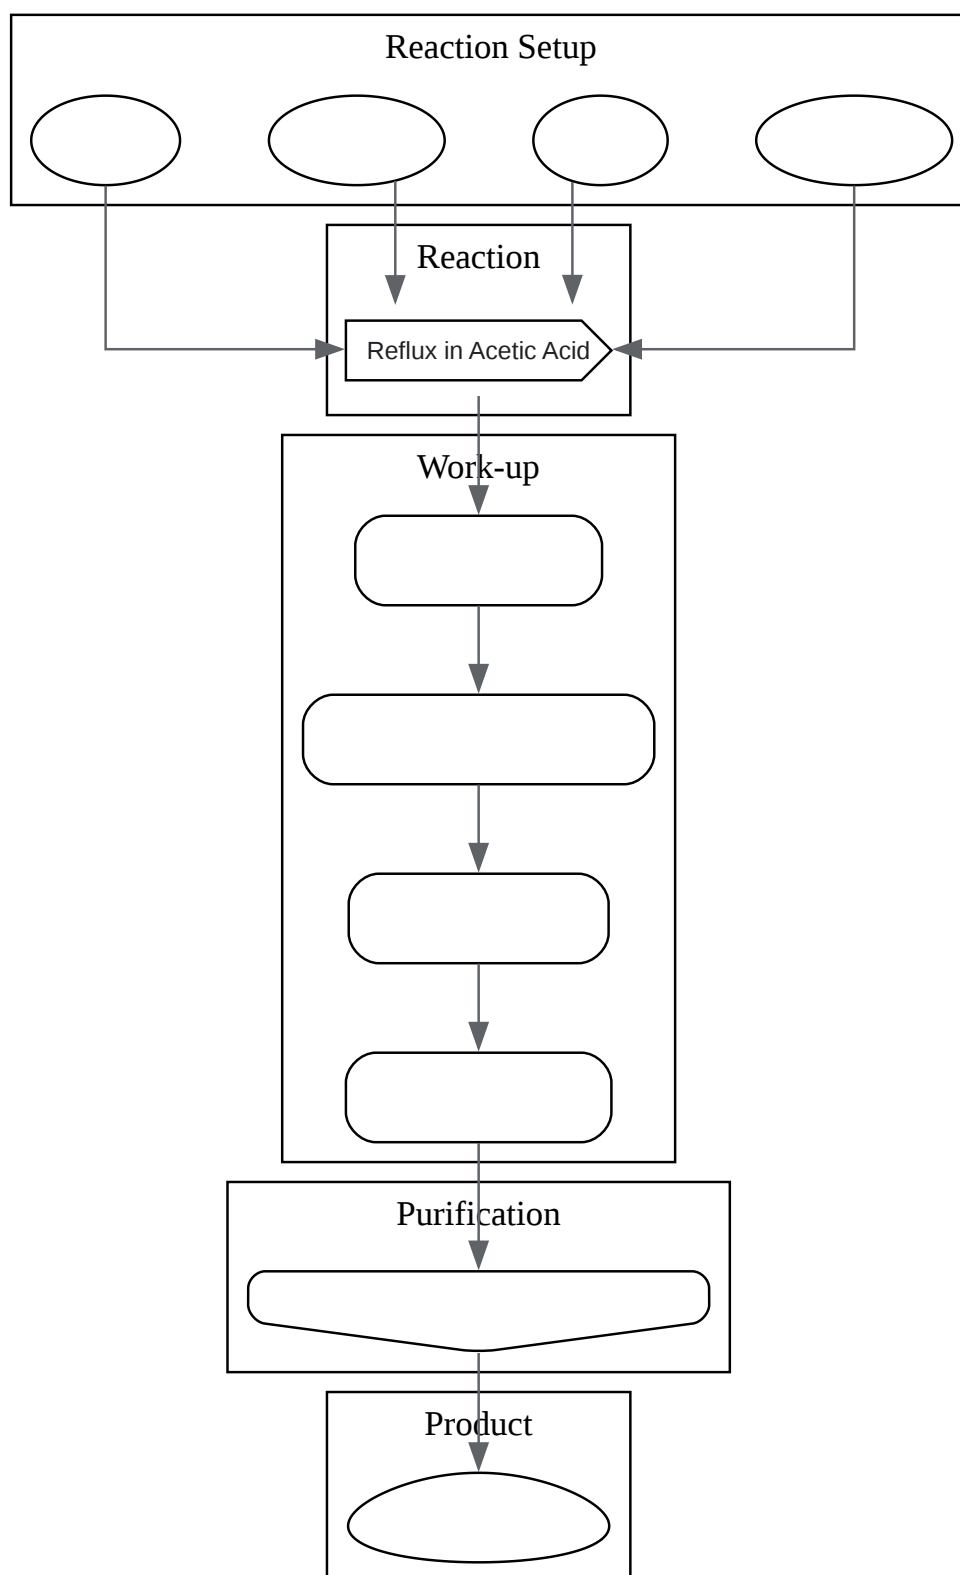 Reaction Setup
Reaction
Reflux in Acetic Acid
Work-up
Purification
Product